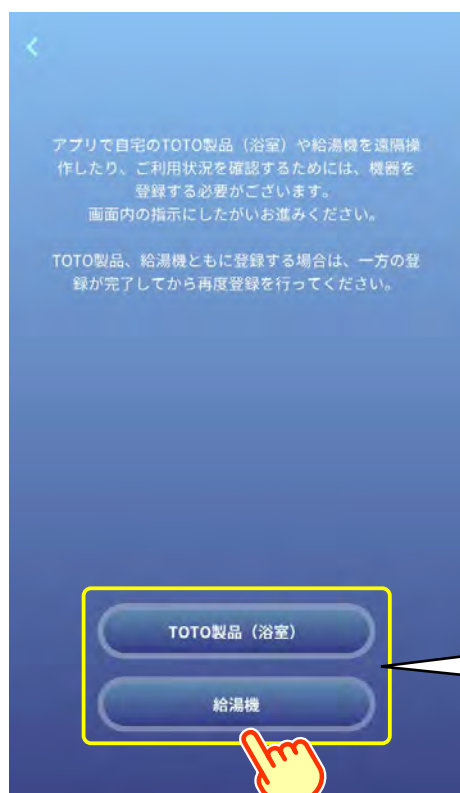 アプリで自宅のTOTO製品（浴室）や給湯機を遠隔操
作したり、ご利用状況を確認するためには、機器を
登録する必要がございます。
画面内の指示にしたがいお進みください。
TOTO製品、給湯機ともに登録する場合は、一方の登
録が完了してから再度登録を行ってください。
TOTO製品（浴室）
給湯機